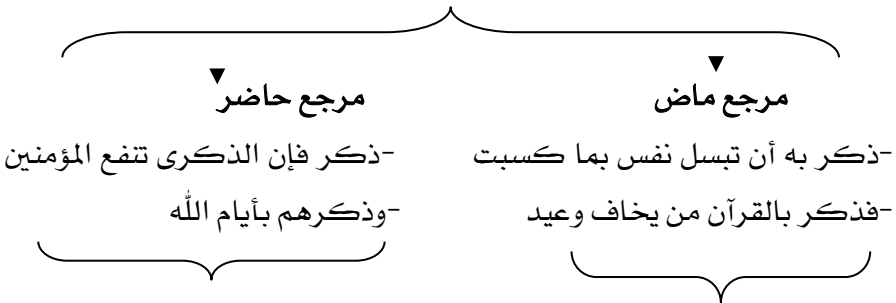 مرجع ماض
-ذكر به أن تبسل نفس بما كسبت
-فذكر بالقرآن من يخاف وعيد
مرجع حاضر
-ذكر فإن الذكرى تنفع المؤمنين
-وذكرهم بأيام الله